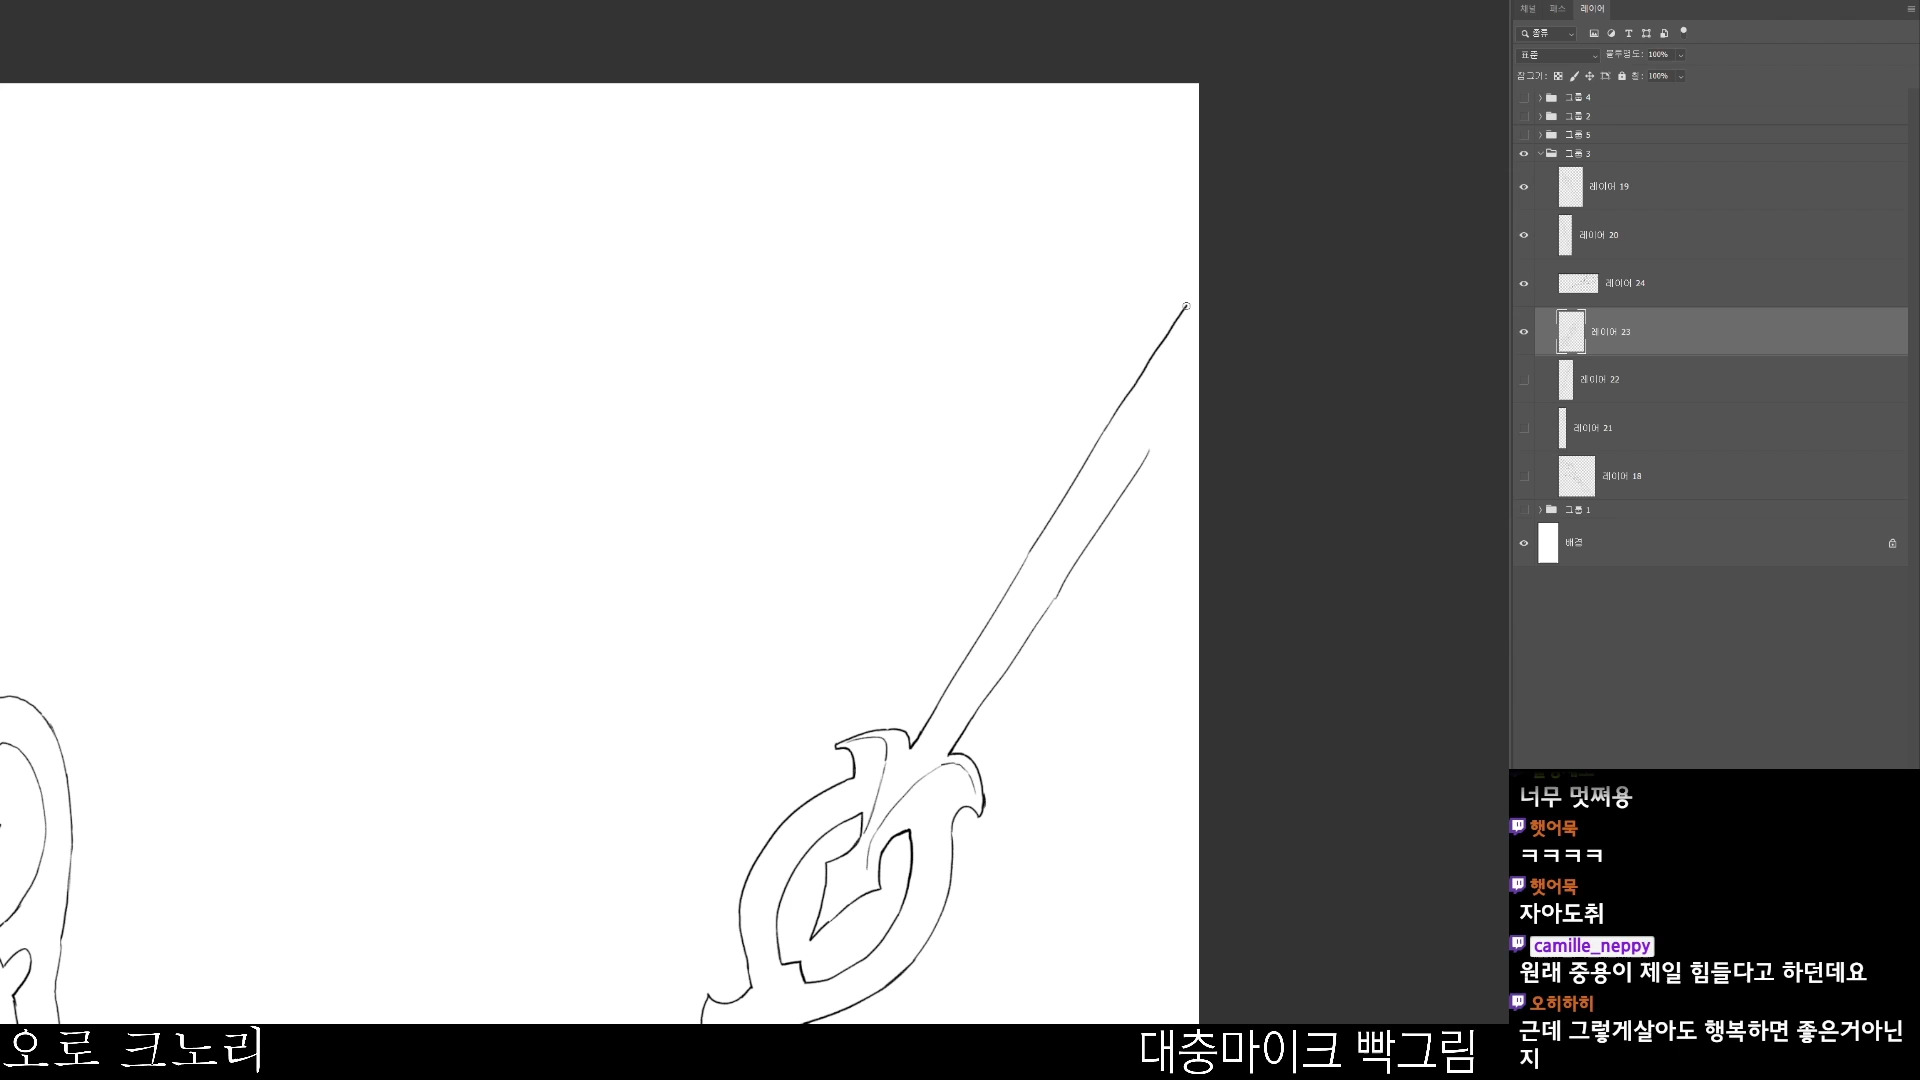 채널 패스 레이어
종류
표준 불투명도: 100%
잠그기: 칠: 100%
그룹 4
그룹 2
그룹 5
그룹 3
레이어 19
레이어 20
레이어 24
레이어 23
레이어 22
레이어 21
레이어 18
그룹 1
배경
너무 멋쪄용
햇어묵
ㅋㅋㅋㅋ
햇어묵
자아도취
camille_neppy
원래 중용이 제일 힘들다고 하던데요
오히하히
근데 그렇게살아도 행복하면 좋은거아닌
지
오로 크노리
대충마이크 빡그림